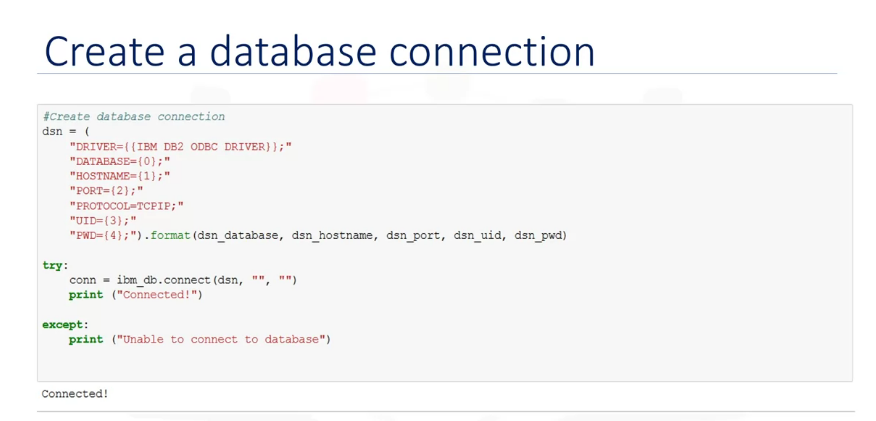 Create a database connection
#Create database connection
dsn = (
    "DRIVER={{IBM DB2 ODBC DRIVER}};"
    "DATABASE={0};"
    "HOSTNAME={1};"
    "PORT={2};"
    "PROTOCOL=TCPIP;"
    "UID={3};"
    "PWD={4};").format(dsn_database, dsn_hostname, dsn_port, dsn_uid, dsn_pwd)
try:
    conn = ibm_db.connect(dsn, "", "")
    print ("Connected!")
except:
    print ("Unable to connect to database")
Connected!